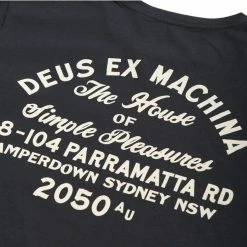 DEUS EX MACHINA
The House
OF
Simple Pleasures
8-104 PARRAMATTA RD
AMPERDOWN SYDNEY NSW
2050 AU